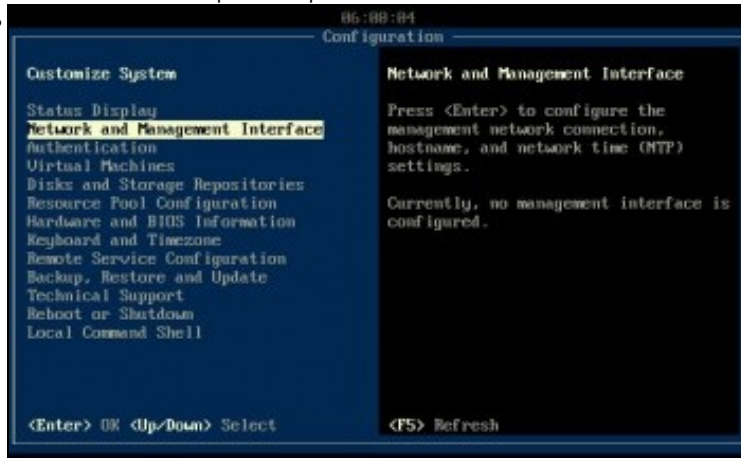 06:08:04
Configuration
Customize System
Status Display
Network and Management Interface
Authentication
Virtual Machines
Disks and Storage Repositories
Resource Pool Configuration
Hardware and BIOS Information
Keyboard and Timezone
Remote Service Configuration
Backup, Restore and Update
Technical Support
Reboot or Shutdown
Local Command Shell
<Enter> OK <Up/Down> Select
Network and Management Interface
Press <Enter> to configure the
management network connection,
hostname, and network time (NTP)
settings.
Currently, no management interface is
configured.
<F5> Refresh